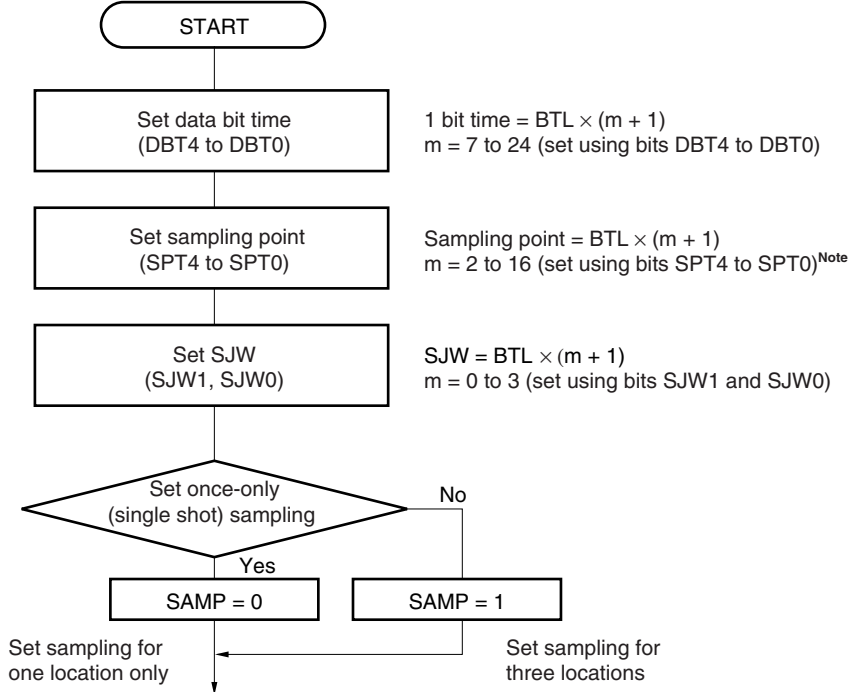 START
Set data bit time
(DBT4 to DBT0)
1 bit time = BTL × (m + 1)
m = 7 to 24 (set using bits DBT4 to DBT0)
Set sampling point
(SPT4 to SPT0)
Sampling point = BTL × (m + 1)
m = 2 to 16 (set using bits SPT4 to SPT0)Note
Set SJW
(SJW1, SJW0)
SJW = BTL × (m + 1)
m = 0 to 3 (set using bits SJW1 and SJW0)
Set once-only
(single shot) sampling
No
Yes
SAMP = 0
SAMP = 1
Set sampling for
one location only
Set sampling for
three locations